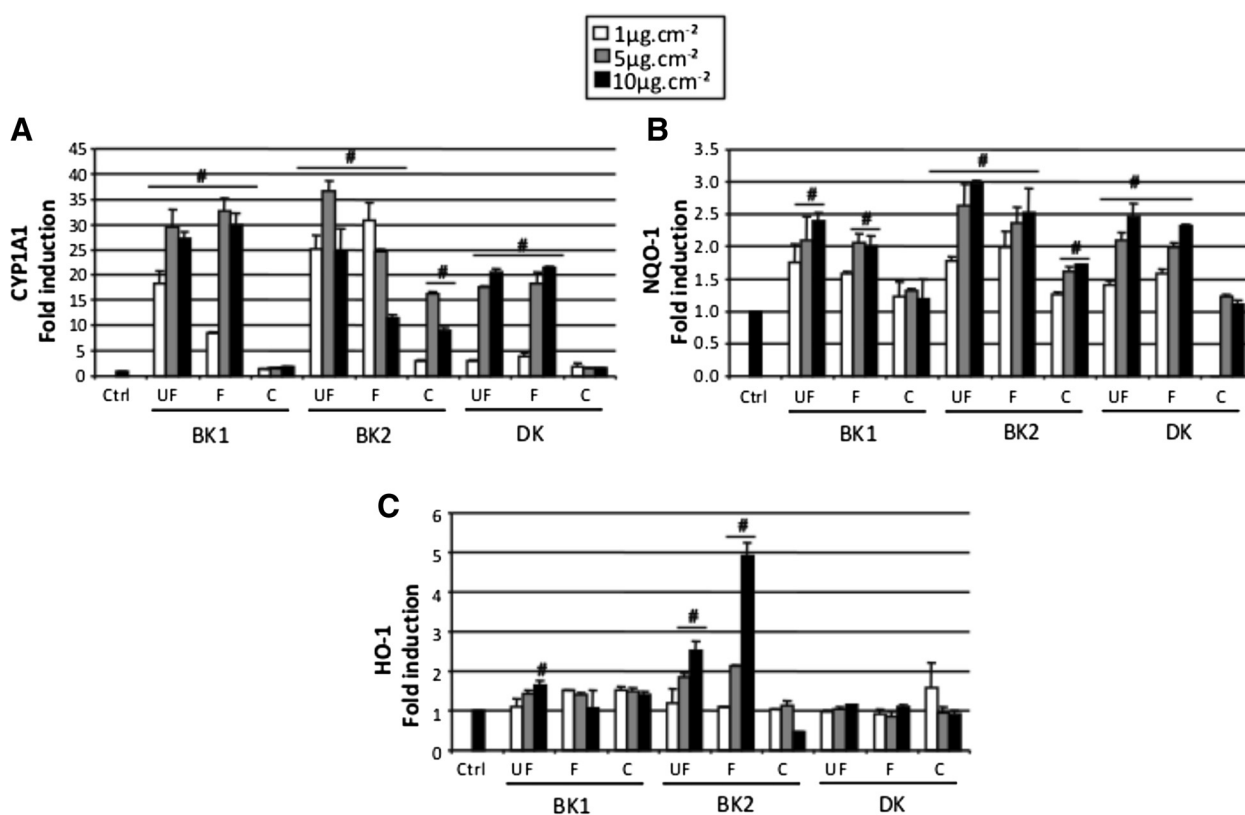 1µg.cm⁻²
5µg.cm⁻²
10µg.cm⁻²
A
CYP1A1
Fold induction
45
40
35
30
25
20
15
10
5
0
# # # #
Ctrl UF F C UF F C UF F C
BK1 BK2 DK
B
NQO-1
Fold induction
3.5
3.0
2.5
2.0
1.5
1.0
0.5
0.0
# # # # #
Ctrl UF F C UF F C UF F C
BK1 BK2 DK
C
HO-1
Fold induction
6
5
4
3
2
1
0
# # #
Ctrl UF F C UF F C UF F C
BK1 BK2 DK